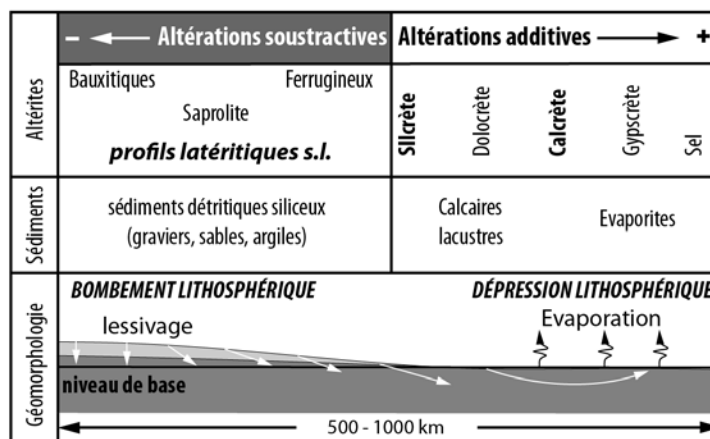 - Altérations soustractives
Altérations additives +
Altérites
Bauxitiques Ferrugineux
Saprolite
profils latéritiques s.l.
Silcrète
Dolocrète
Calcrète
Gypscrète
Sel
Sédiments
sédiments détritiques siliceux
(graviers, sables, argiles)
Calcaires
lacustres
Evaporites
Géomorphologie
BOMBEMENT LITHOSPHÉRIQUE
DÉPRESSION LITHOSPHÉRIQUE
lessivage
Evaporation
niveau de base
500 - 1000 km